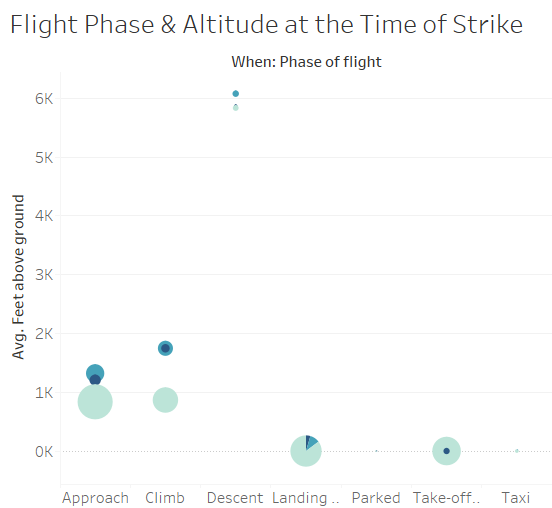 Flight Phase & Altitude at the Time of Strike
When: Phase of flight
Avg. Feet above ground
6K
5K
4K
3K
2K
1K
0K
Approach Climb Descent Landing .. Parked Take-off.. Taxi